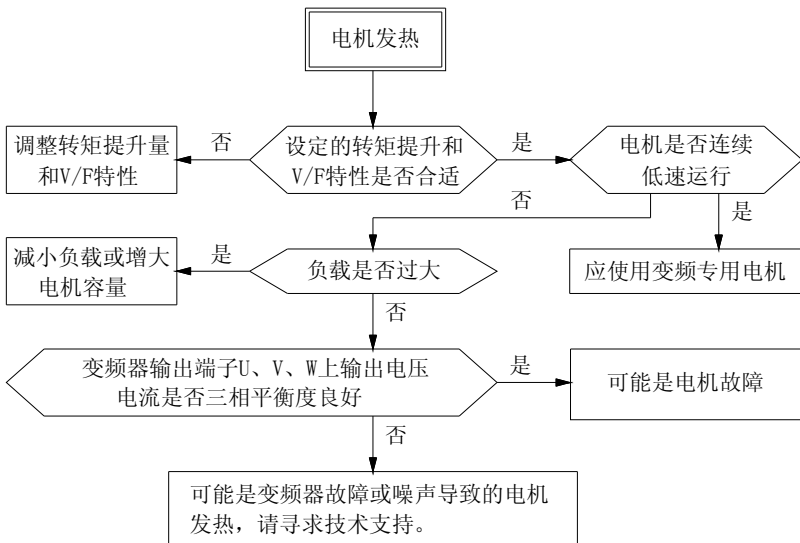 电机发热
否
是
调整转矩提升量
和V/F特性
设定的转矩提升和
V/F特性是否合适
电机是否连续
低速运行
否
是
减小负载或增大
电机容量
是
负载是否过大
应使用变频专用电机
否
变频器输出端子U、V、W上输出电压
电流是否三相平衡度良好
是
可能是电机故障
否
可能是变频器故障或噪声导致的电机
发热，请寻求技术支持。